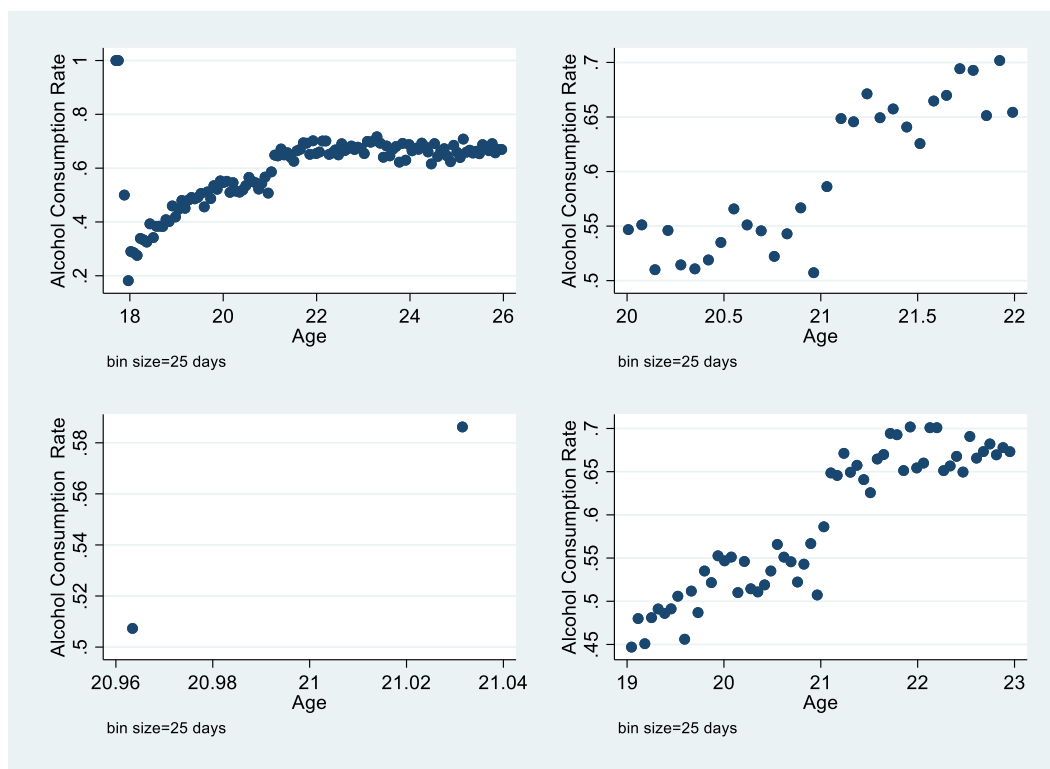 Alcohol Consumption Rate
1
.8
.6
.4
.2
18 20 22 24 26
Age
bin size=25 days
Alcohol Consumption Rate
.7
.65
.6
.55
.5
20 20.5 21 21.5 22
Age
bin size=25 days
Alcohol Consumption  Rate
.58
.56
.54
.52
.5
20.96 20.98 21 21.02 21.04
Age
bin size=25 days
Alcohol Consumption Rate
.7
.65
.6
.55
.5
.45
19 20 21 22 23
Age
bin size=25 days